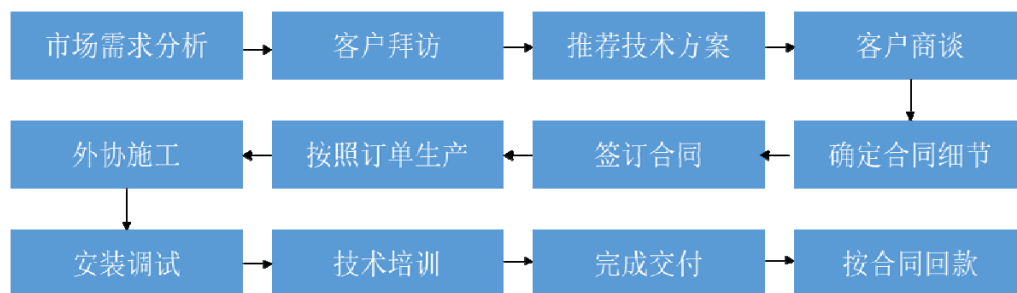 市场需求分析
客户拜访
推荐技术方案
客户商谈
确定合同细节
签订合同
按照订单生产
外协施工
安装调试
技术培训
完成交付
按合同回款